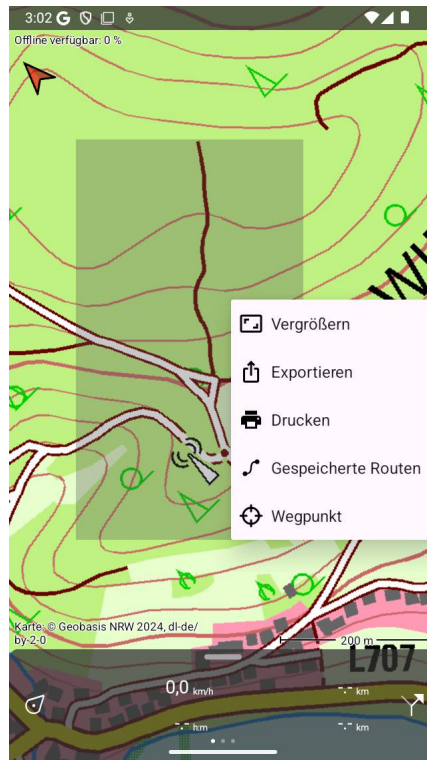 3:02
Offline verfügbar: 0 %
Vergrößern
Exportieren
Drucken
Gespeicherte Routen
Wegpunkt
Karte: © Geobasis NRW 2024, dl-de/
by-2-0
200 m
L707
0,0 km/h
-.- km
-:- h:m
-.- km